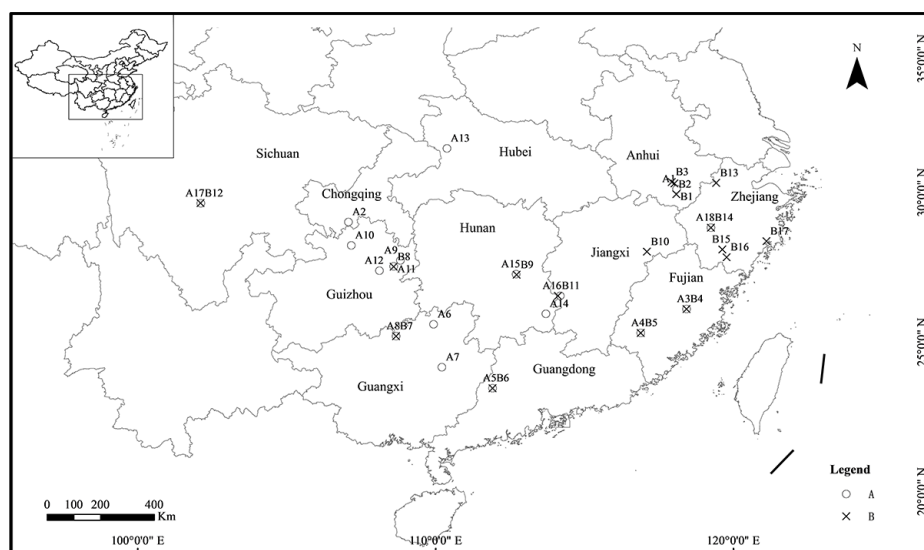 35°0'0" N
N
A13
Sichuan
Hubei
Anhui
B3
A1
B2
B13
B1
30°0'0" N
Chongqing
Zhejiang
A17B12
A2
A18B14
Hunan
A10
B17
A9
B8
B15
B16
Jiangxi
B10
A12
A11
A15B9
Fujian
Guizhou
A16B11
A3B4
A14
A6
A8B7
A4B5
25°0'0" N
A7
Guangdong
Guangxi
A5B6
Legend
A
B
0 100 200 400
Km
20°0'0" N
100°0'0" E
110°0'0" E
120°0'0" E